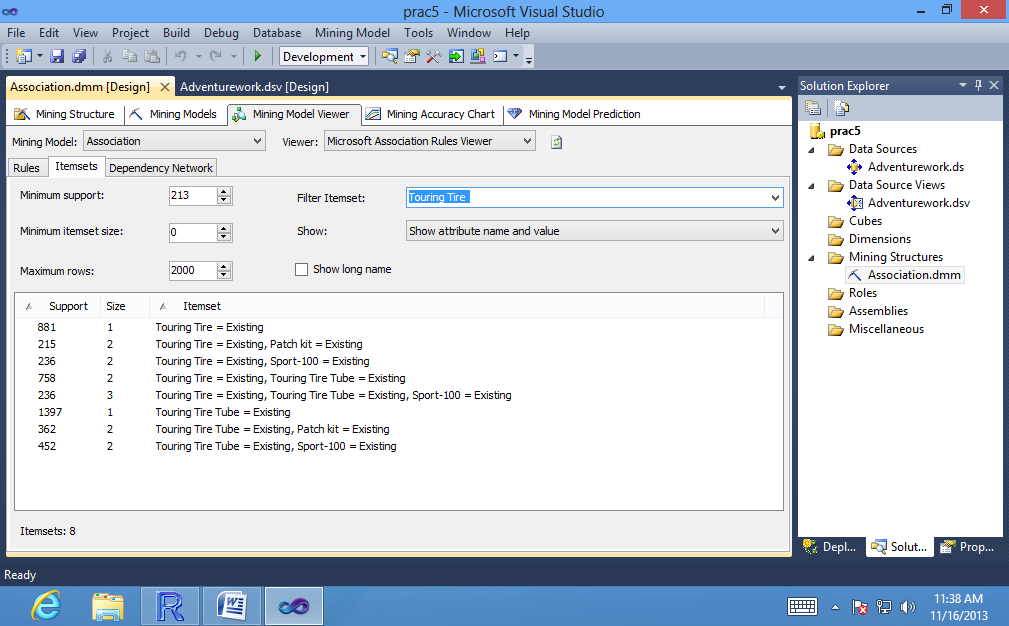 prac5 - Microsoft Visual Studio
File Edit View Project Build Debug Database Mining Model Tools Window Help
Development
Association.dmm [Design] Adventurework.dsv [Design]
Mining Structure Mining Models Mining Model Viewer Mining Accuracy Chart Mining Model Prediction
Mining Model: Association Viewer: Microsoft Association Rules Viewer
Rules Itemsets Dependency Network
Minimum support: 213 Filter Itemset: Touring Tire
Minimum itemset size: 0 Show: Show attribute name and value
Maximum rows: 2000 Show long name
Support Size Itemset
881 1 Touring Tire = Existing
215 2 Touring Tire = Existing, Patch kit = Existing
236 2 Touring Tire = Existing, Sport-100 = Existing
758 2 Touring Tire = Existing, Touring Tire Tube = Existing
236 3 Touring Tire = Existing, Touring Tire Tube = Existing, Sport-100 = Existing
1397 1 Touring Tire Tube = Existing
362 2 Touring Tire Tube = Existing, Patch kit = Existing
452 2 Touring Tire Tube = Existing, Sport-100 = Existing
Itemsets: 8
Solution Explorer
prac5
Data Sources
Adventurework.ds
Data Source Views
Adventurework.dsv
Cubes
Dimensions
Mining Structures
Association.dmm
Roles
Assemblies
Miscellaneous
Depl... Solut... Prop...
Ready
11:38 AM
11/16/2013